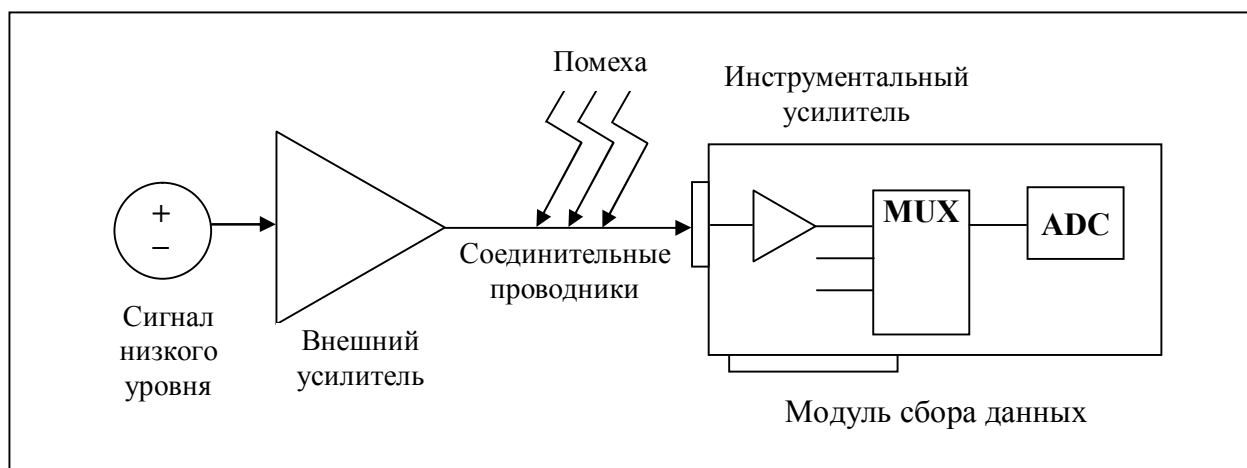 Помеха
Инструментальный
усилитель
+
–
MUX
ADC
Соединительные
проводники
Сигнал
низкого
уровня
Внешний
усилитель
Модуль сбора данных